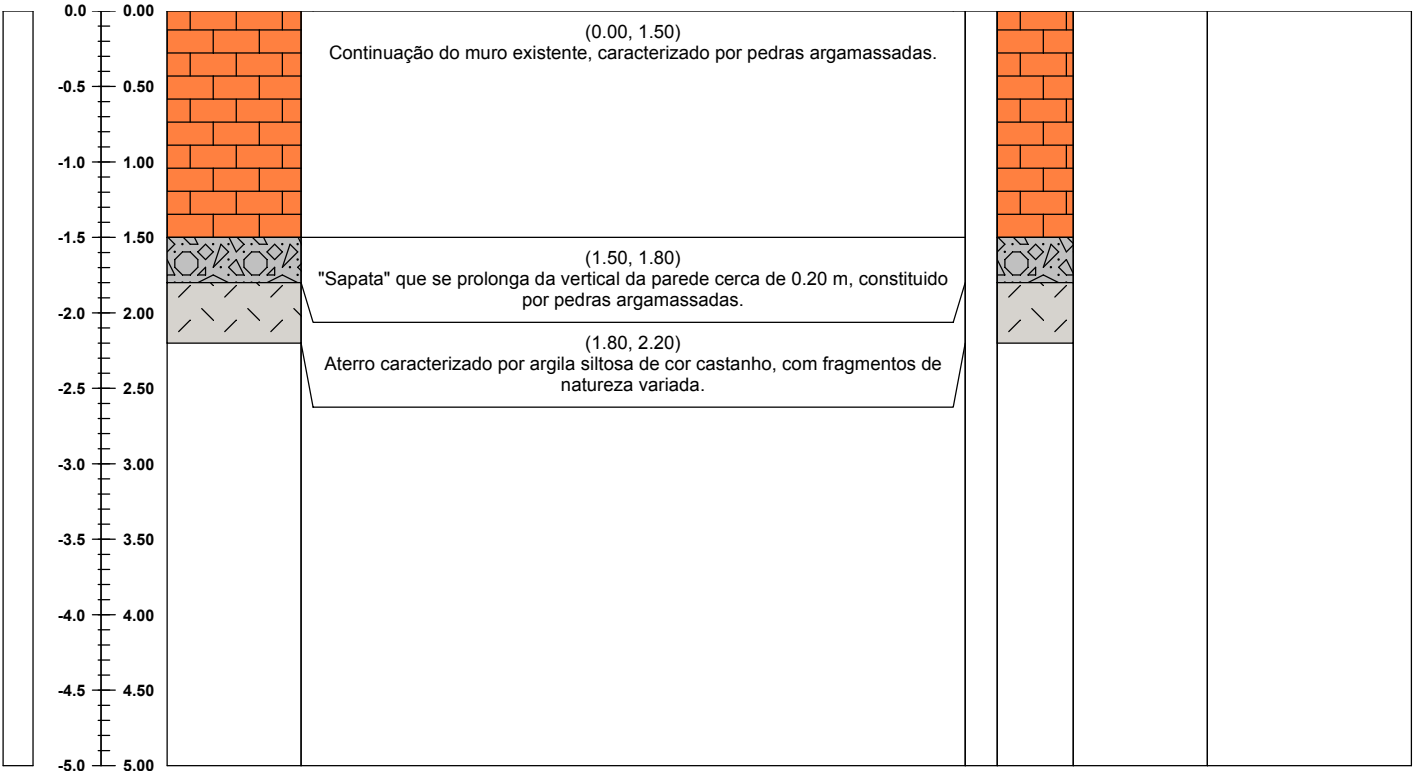 0.0 0.00
(0.00, 1.50)
Continuação do muro existente, caracterizado por pedras argamassadas.
-0.5 0.50
-1.0 1.00
-1.5 1.50
(1.50, 1.80)
"Sapata" que se prolonga da vertical da parede cerca de 0.20 m, constituido
por pedras argamassadas.
-2.0 2.00
(1.80, 2.20)
Aterro caracterizado por argila siltosa de cor castanho, com fragmentos de
natureza variada.
-2.5 2.50
-3.0 3.00
-3.5 3.50
-4.0 4.00
-4.5 4.50
-5.0 5.00